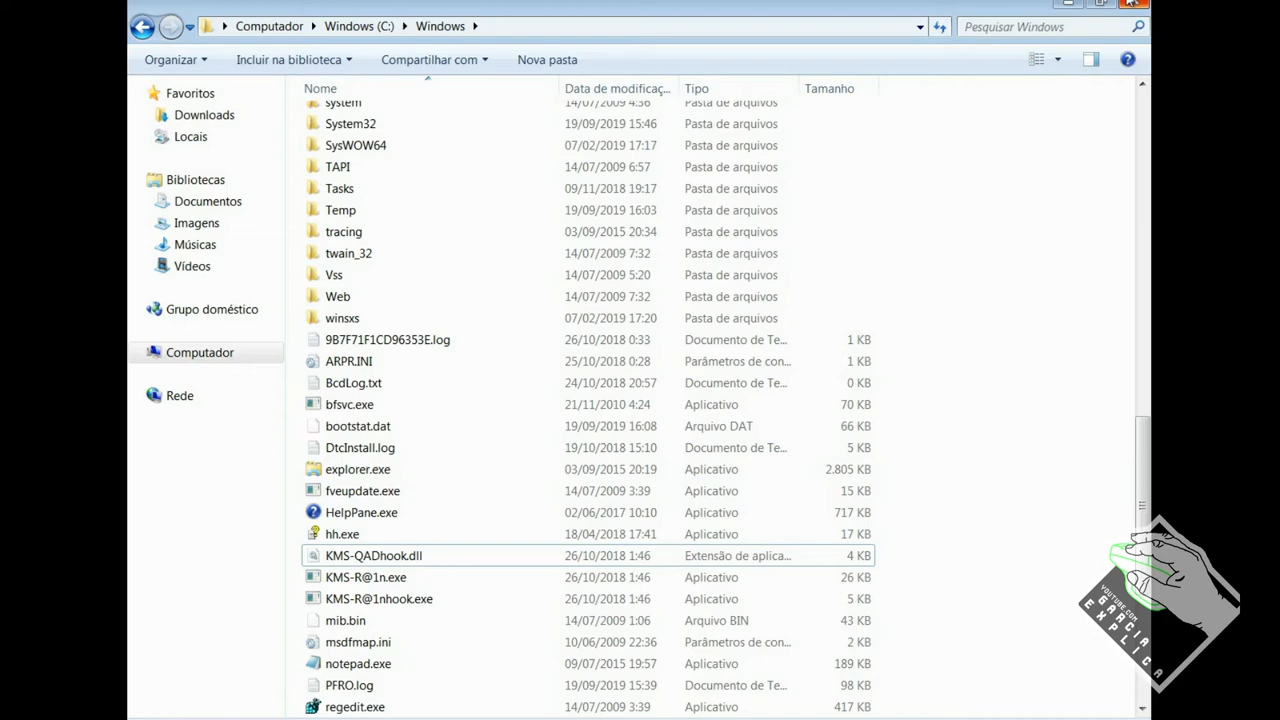 Computador Windows (C:) Windows Pesquisar Windows
Organizar Incluir na biblioteca Compartilhar com Nova pasta
Favoritos
Downloads
Locais
Bibliotecas
Documentos
Imagens
Músicas
Vídeos
Grupo doméstico
Computador
Rede
Nome Data de modificaç... Tipo Tamanho
system 14/07/2009 4:36 Pasta de arquivos
System32 19/09/2019 15:46 Pasta de arquivos
SysWOW64 07/02/2019 17:17 Pasta de arquivos
TAPI 14/07/2009 6:57 Pasta de arquivos
Tasks 09/11/2018 19:17 Pasta de arquivos
Temp 19/09/2019 16:03 Pasta de arquivos
tracing 03/09/2015 20:34 Pasta de arquivos
twain_32 14/07/2009 7:32 Pasta de arquivos
Vss 14/07/2009 5:20 Pasta de arquivos
Web 14/07/2009 7:32 Pasta de arquivos
winsxs 07/02/2019 17:20 Pasta de arquivos
9B7F71F1CD96353E.log 26/10/2018 0:33 Documento de Te... 1 KB
ARPR.INI 25/10/2018 0:28 Parâmetros de con... 1 KB
BcdLog.txt 24/10/2018 20:57 Documento de Te... 0 KB
bfsvc.exe 21/11/2010 4:24 Aplicativo 70 KB
bootstat.dat 19/09/2019 16:08 Arquivo DAT 66 KB
DtcInstall.log 19/10/2018 15:10 Documento de Te... 5 KB
explorer.exe 03/09/2015 20:19 Aplicativo 2.805 KB
fveupdate.exe 14/07/2009 3:39 Aplicativo 15 KB
HelpPane.exe 02/06/2017 10:10 Aplicativo 717 KB
hh.exe 18/04/2033 17:41 Aplicativo 17 KB
KMS-QADhook.dll 26/10/2018 1:46 Extensão de aplica... 4 KB
KMS-R@1n.exe 26/10/2018 1:46 Aplicativo 26 KB
KMS-R@1nhook.exe 26/10/2018 1:46 Aplicativo 5 KB
mib.bin 14/07/2009 1:06 Arquivo BIN 43 KB
msdfmap.ini 10/06/2009 22:36 Parâmetros de con... 2 KB
notepad.exe 09/07/2015 19:57 Aplicativo 189 KB
PFRO.log 19/09/2019 15:39 Documento de Te... 98 KB
regedit.exe 14/07/2009 3:39 Aplicativo 417 KB
YOUTUBE.COM
GARCIA
EXPLICA